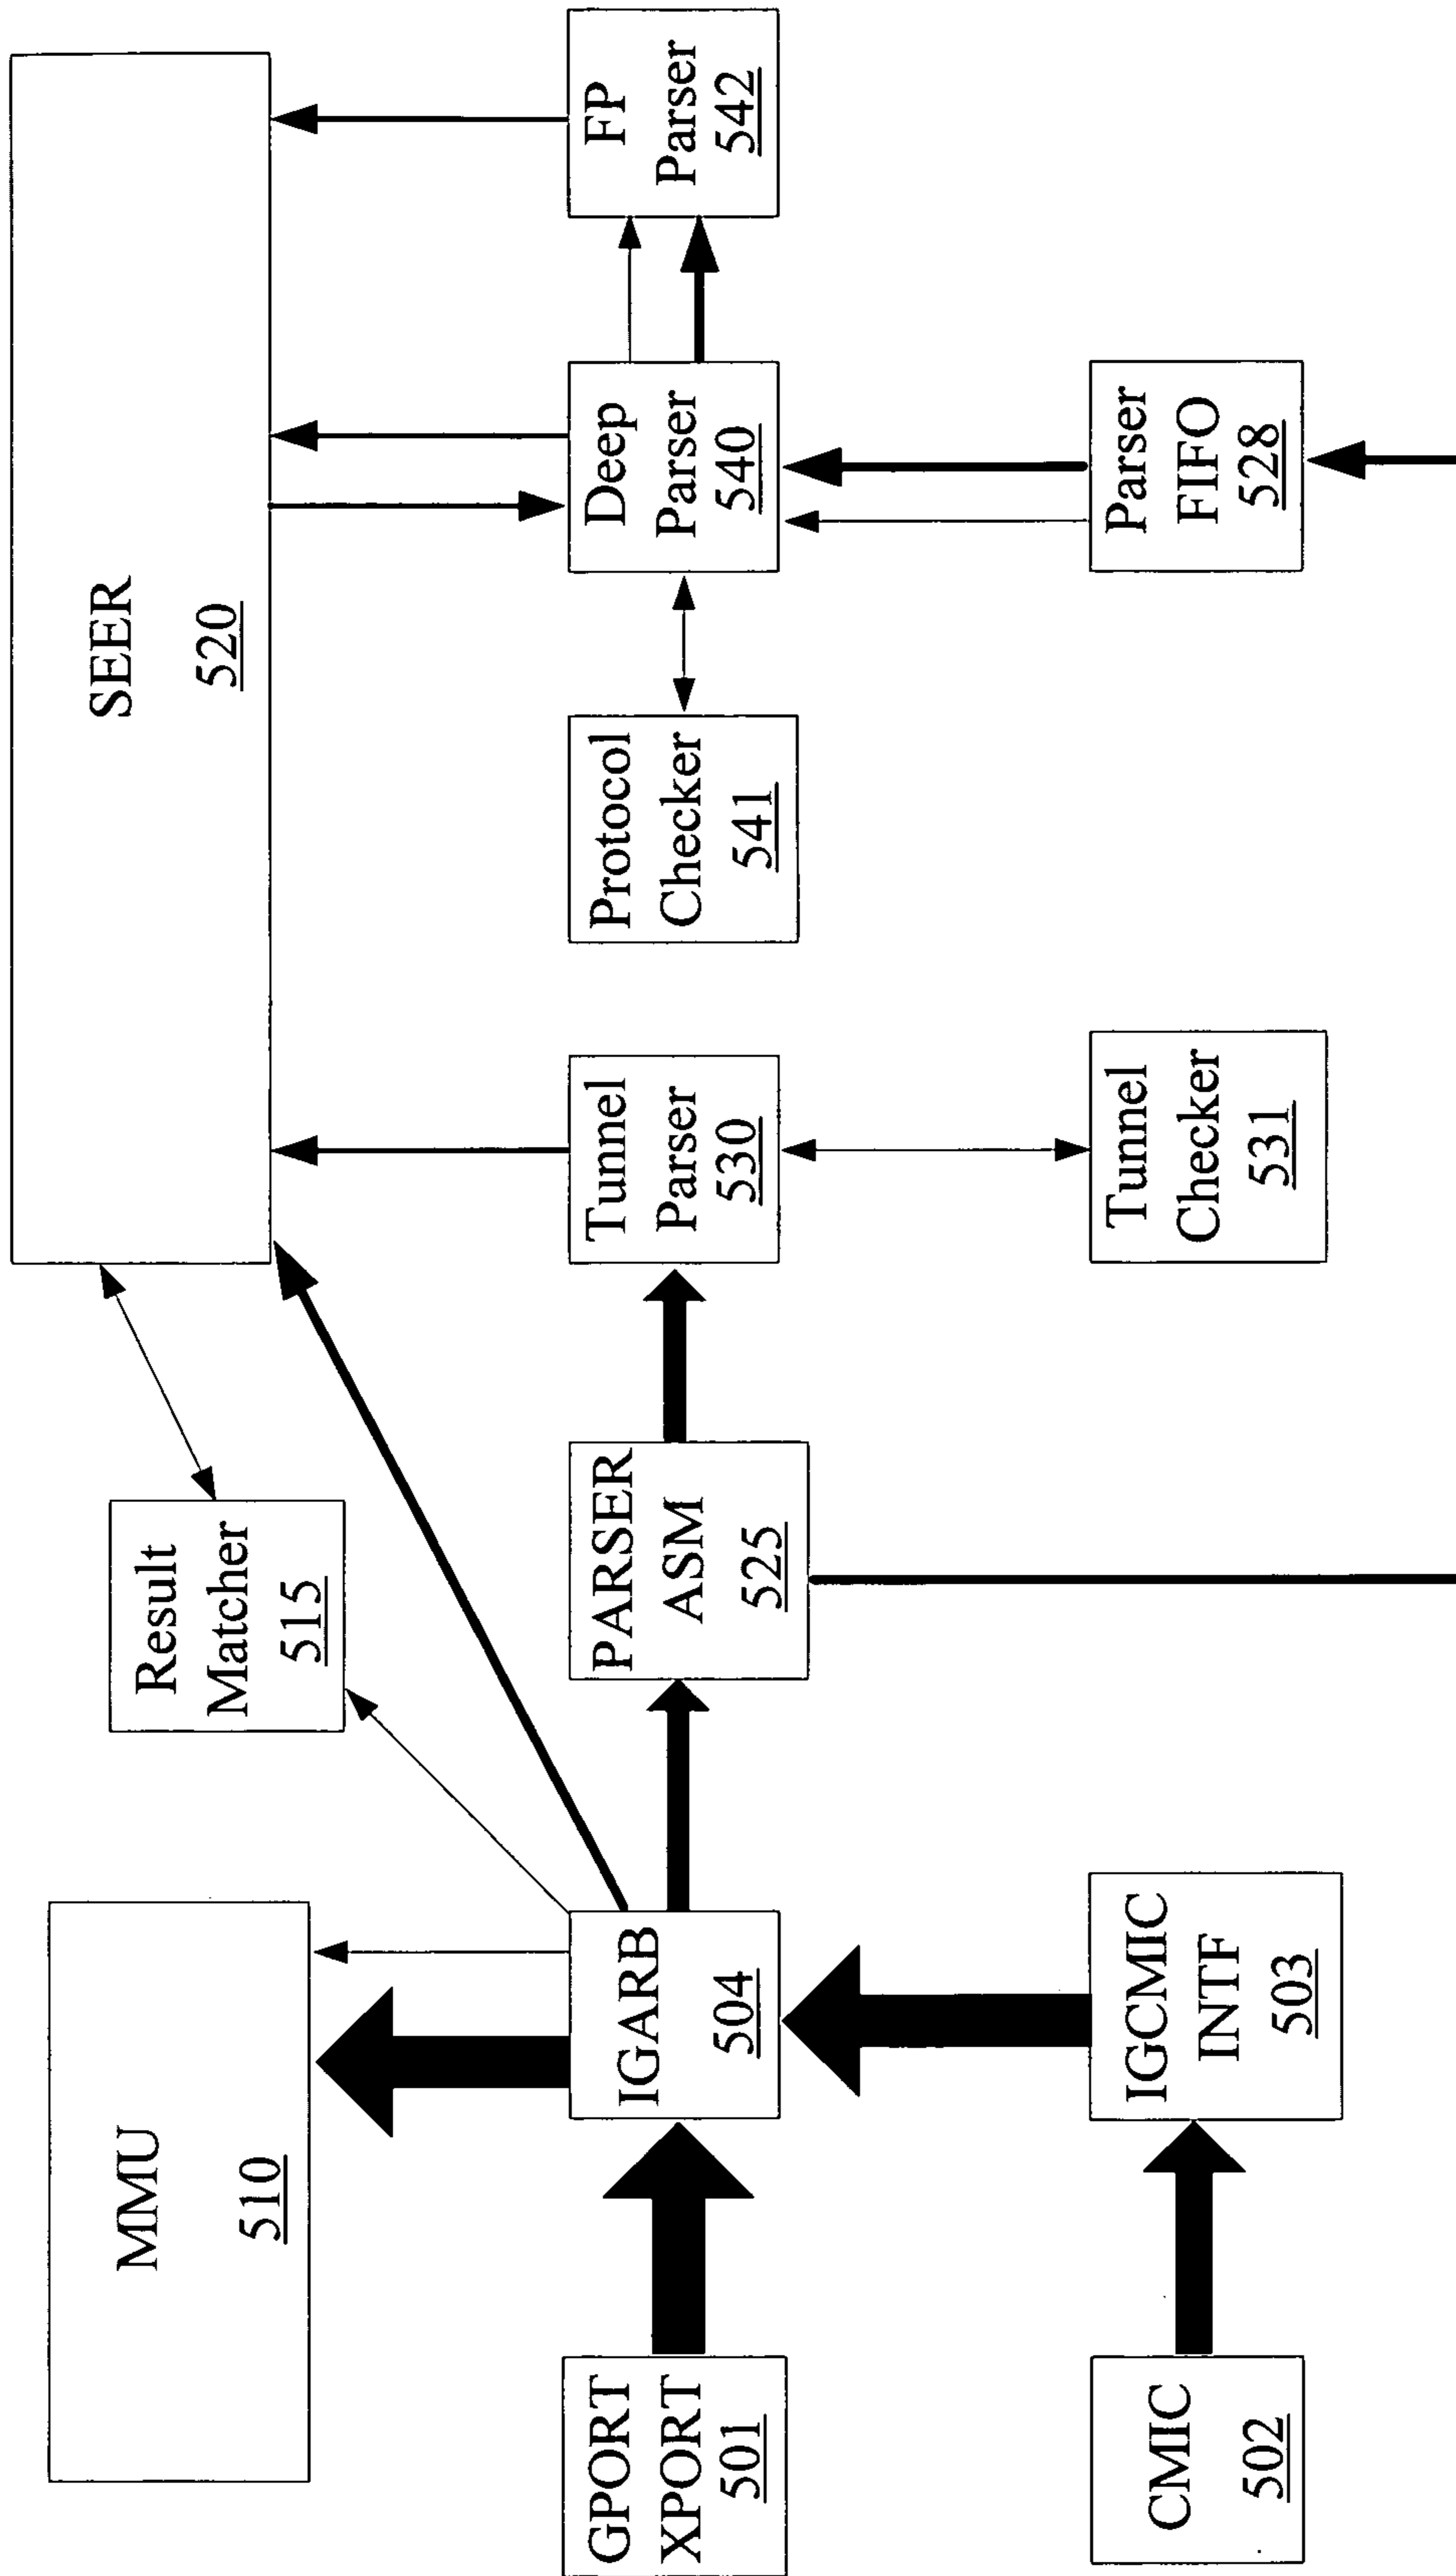 MMU
510
Result
Matcher
515
SEER
520
GPORT
XPORT
501
IGARB
504
PARSER
ASM
525
Tunnel
Parser
530
Protocol
Checker
541
Deep
Parser
540
FP
Parser
542
CMIC
502
IGCMIC
INTF
503
Tunnel
Checker
531
Parser
FIFO
528